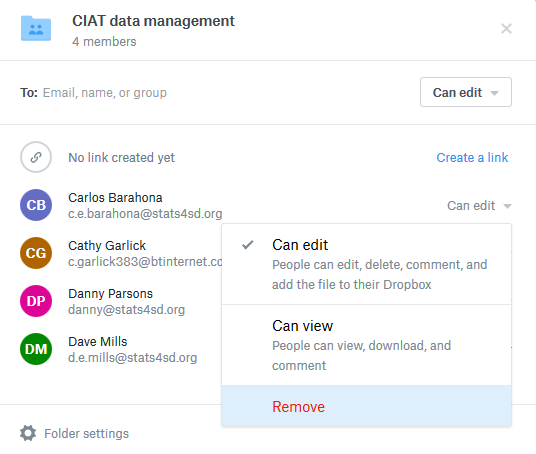 CIAT data management
4 members
To: Email, name, or group
Can edit
No link created yet
Create a link
CB
Carlos Barahona
c.e.barahona@stats4sd.org
Can edit
CG
Cathy Garlick
c.garlick383@btinternet.co
DP
Danny Parsons
danny@stats4sd.org
DM
Dave Mills
d.e.mills@stats4sd.org
Can edit
People can edit, delete, comment, and
add the file to their Dropbox
Can view
People can view, download, and
comment
Remove
Folder settings